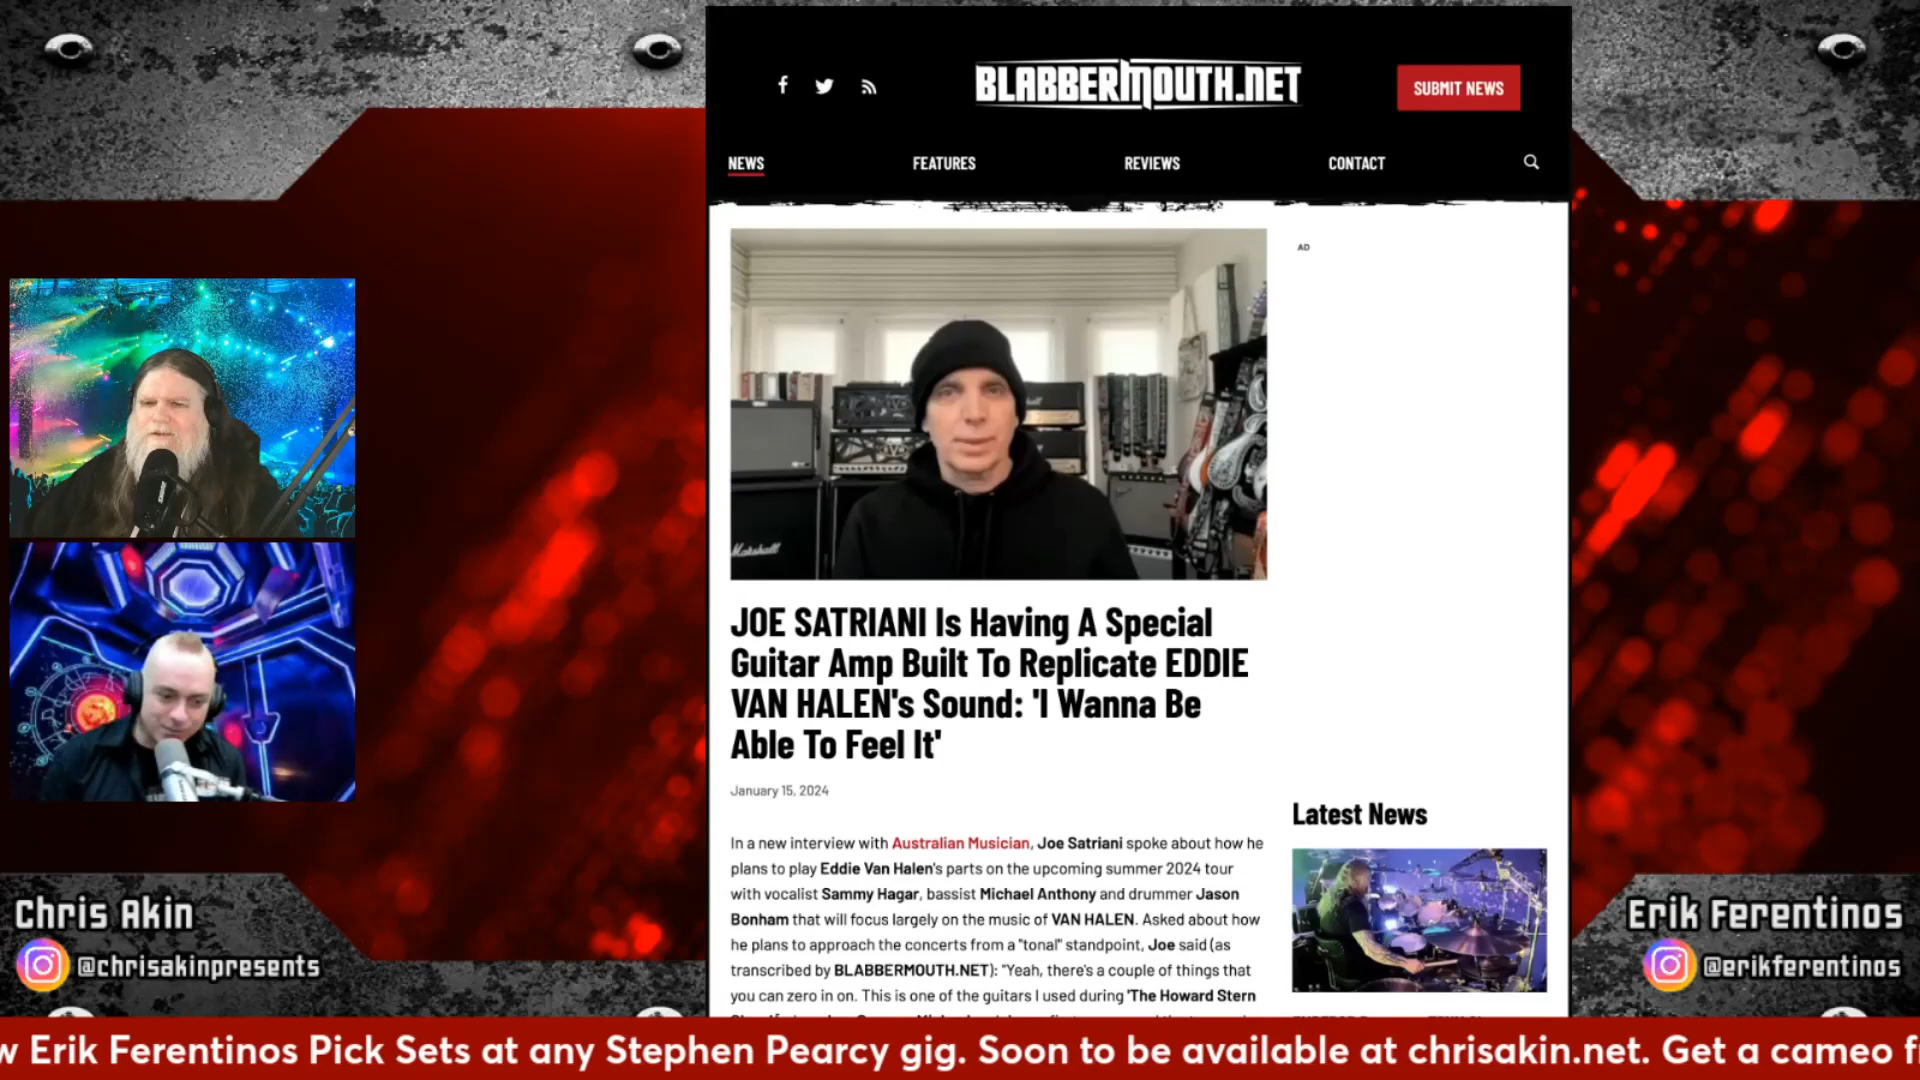 BLABBERMOUTH.NET
SUBMIT NEWS
NEWS
FEATURES
REVIEWS
CONTACT
AD
Marshall
JOE SATRIANI Is Having A Special
Guitar Amp Built To Replicate EDDIE
VAN HALEN's Sound: 'I Wanna Be
Able To Feel It'
January 15, 2024
In a new interview with Australian Musician, Joe Satriani spoke about how he
plans to play Eddie Van Halen's parts on the upcoming summer 2024 tour
with vocalist Sammy Hagar, bassist Michael Anthony and drummer Jason
Bonham that will focus largely on the music of VAN HALEN. Asked about how
he plans to approach the concerts from a "tonal" standpoint, Joe said (as
transcribed by BLABBERMOUTH.NET): "Yeah, there's a couple of things that
you can zero in on. This is one of the guitars I used during 'The Howard Stern
Latest News
Chris Akin
@chrisakinpresents
Erik Ferentinos
@erikferentinos
w Erik Ferentinos Pick Sets at any Stephen Pearcy gig. Soon to be available at chrisakin.net. Get a cameo f